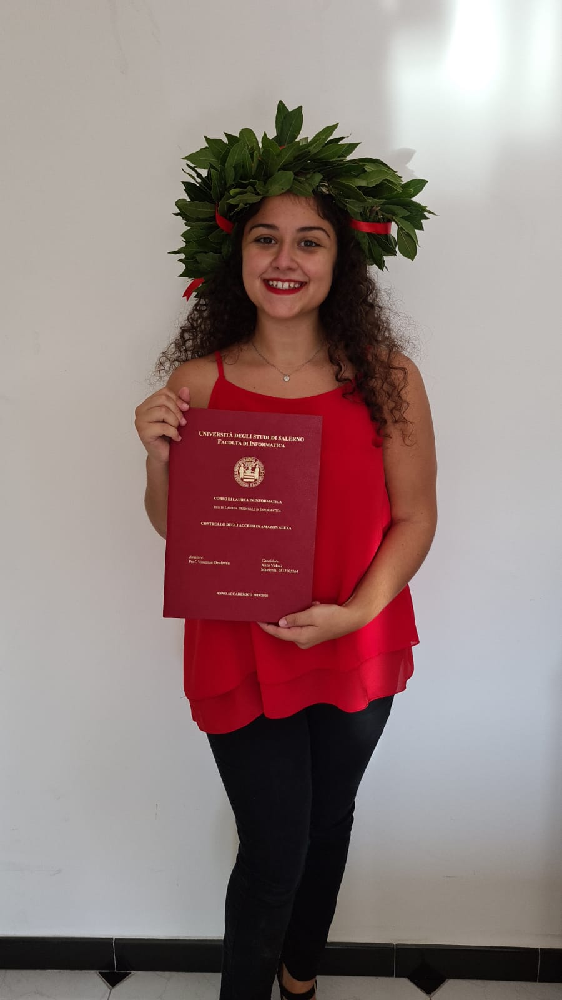 UNIVERSITÀ DEGLI STUDI DI SALERNO
FACOLTÀ DI INFORMATICA
CORSO DI LAUREA IN INFORMATICA
TESI DI LAUREA TRIENNALE IN INFORMATICA
CONTROLLO DEGLI ACCESSI IN AMAZON ALEXA
Relatore:
Prof. Vincenzo Deufemia
Candidato:
Alice Vidoni
Matricola: 0512105264
ANNO ACCADEMICO 2019/2020